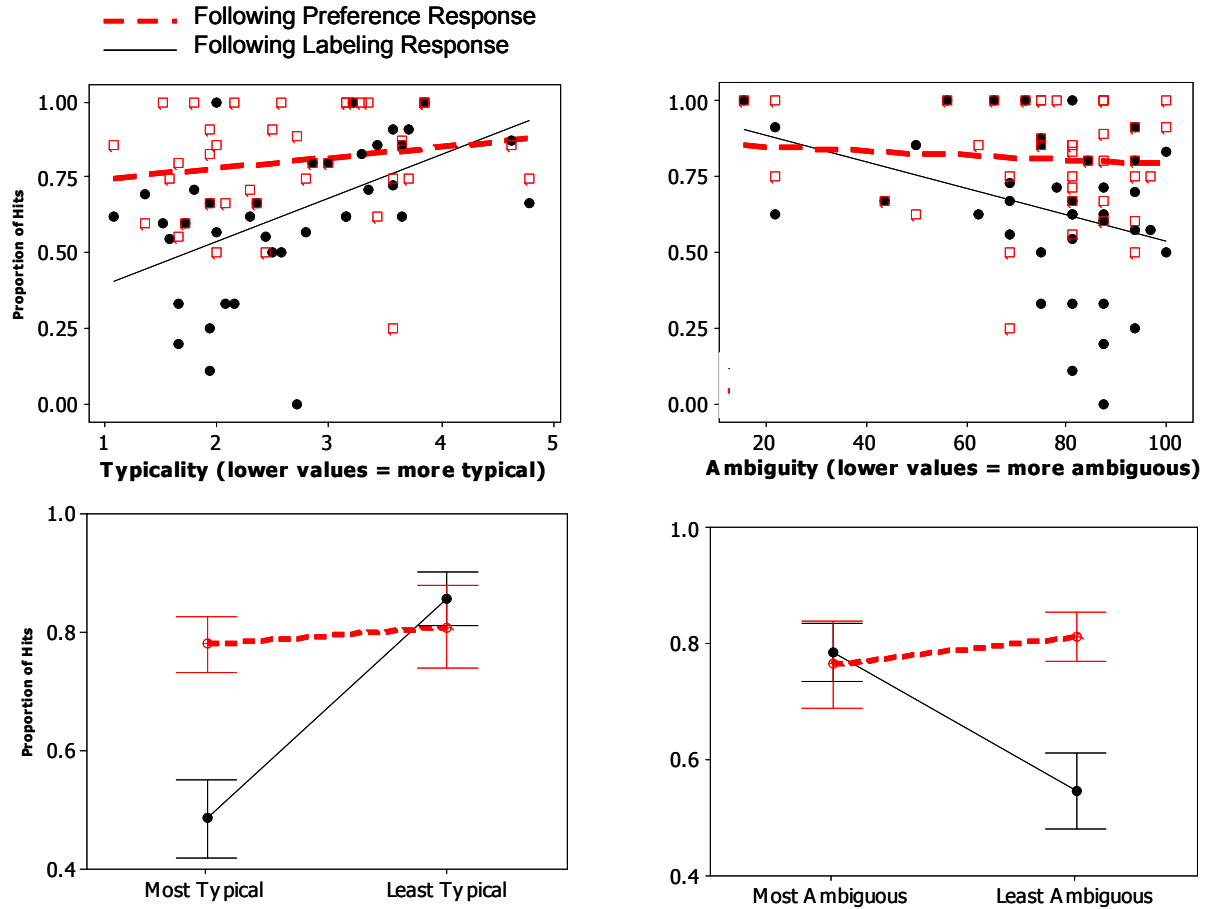 Following Preference Response
Following Labeling Response
Proportion of Hits
1.00
0.75
0.50
0.25
0.00
1 2 3 4 5
Typicality (lower values = more typical)
1.00
0.75
0.50
0.25
0.00
20 40 60 80 100
Ambiguity (lower values = more ambiguous)
Proportion of Hits
1.0
0.8
0.6
0.4
Most Typical Least Typical
1.0
0.8
0.6
0.4
Most Ambiguous Least Ambiguous